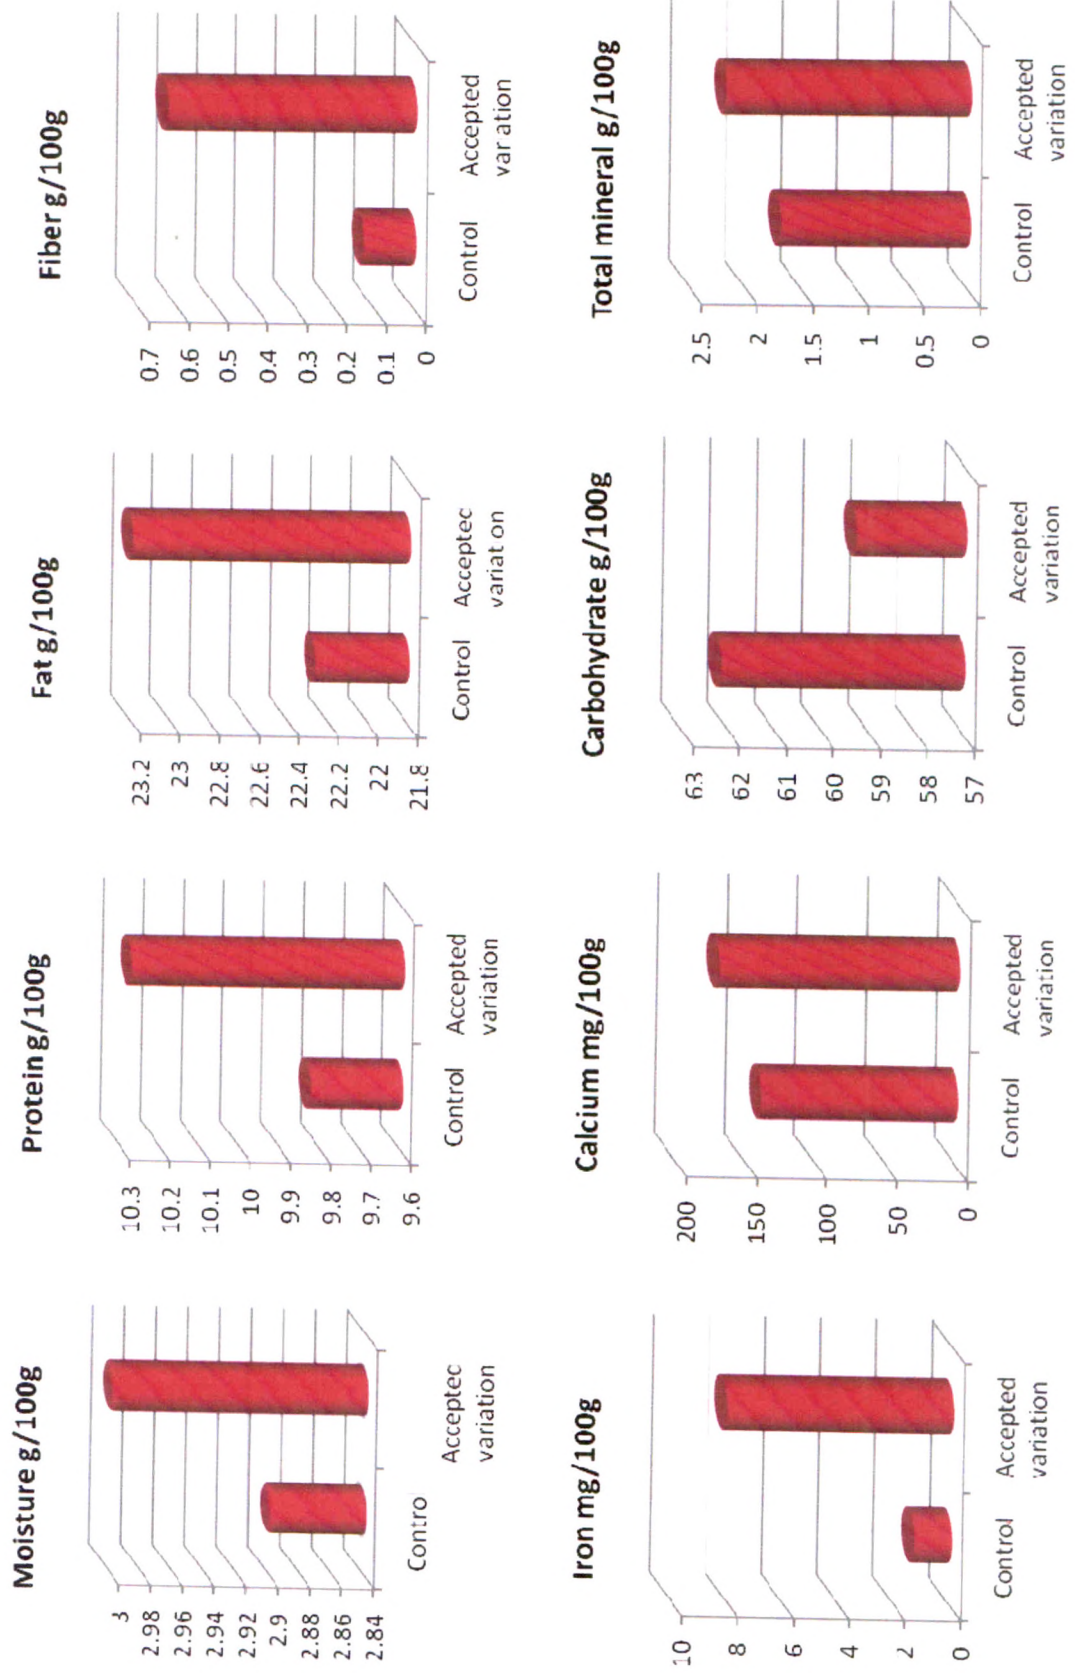 Moisture g/100g
3
2.98
2.96
2.94
2.92
2.9
2.88
2.86
2.84
Contro
Acceptec
variation
Protein g/100g
10.3
10.2
10.1
10
9.9
9.8
9.7
9.6
Control
Accepted
variation
Fat g/100g
23.2
23
22.8
22.6
22.4
22.2
22
21.8
Control
Acceptec
variat on
Fiber g/100g
0.7
0.6
0.5
0.4
0.3
0.2
0.1
0
Control
Accepted
var ation
Iron mg/100g
10
8
6
4
2
0
Control
Accepted
variation
Calcium mg/100g
200
150
100
50
0
Control
Accepted
variation
Carbohydrate g/100g
63
62
61
60
59
58
57
Control
Accepted
variation
Total mineral g/100g
2.5
2
1.5
1
0.5
0
Control
Accepted
variation